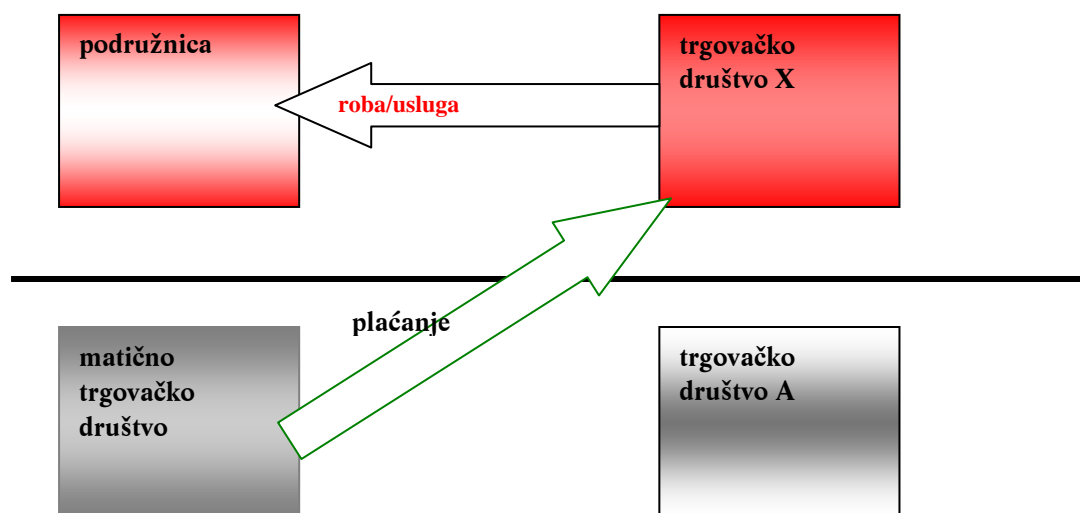 podružnica
trgovačko
društvo X
roba/usluga
plaćanje
matično
trgovačko
društvo
trgovačko
društvo A